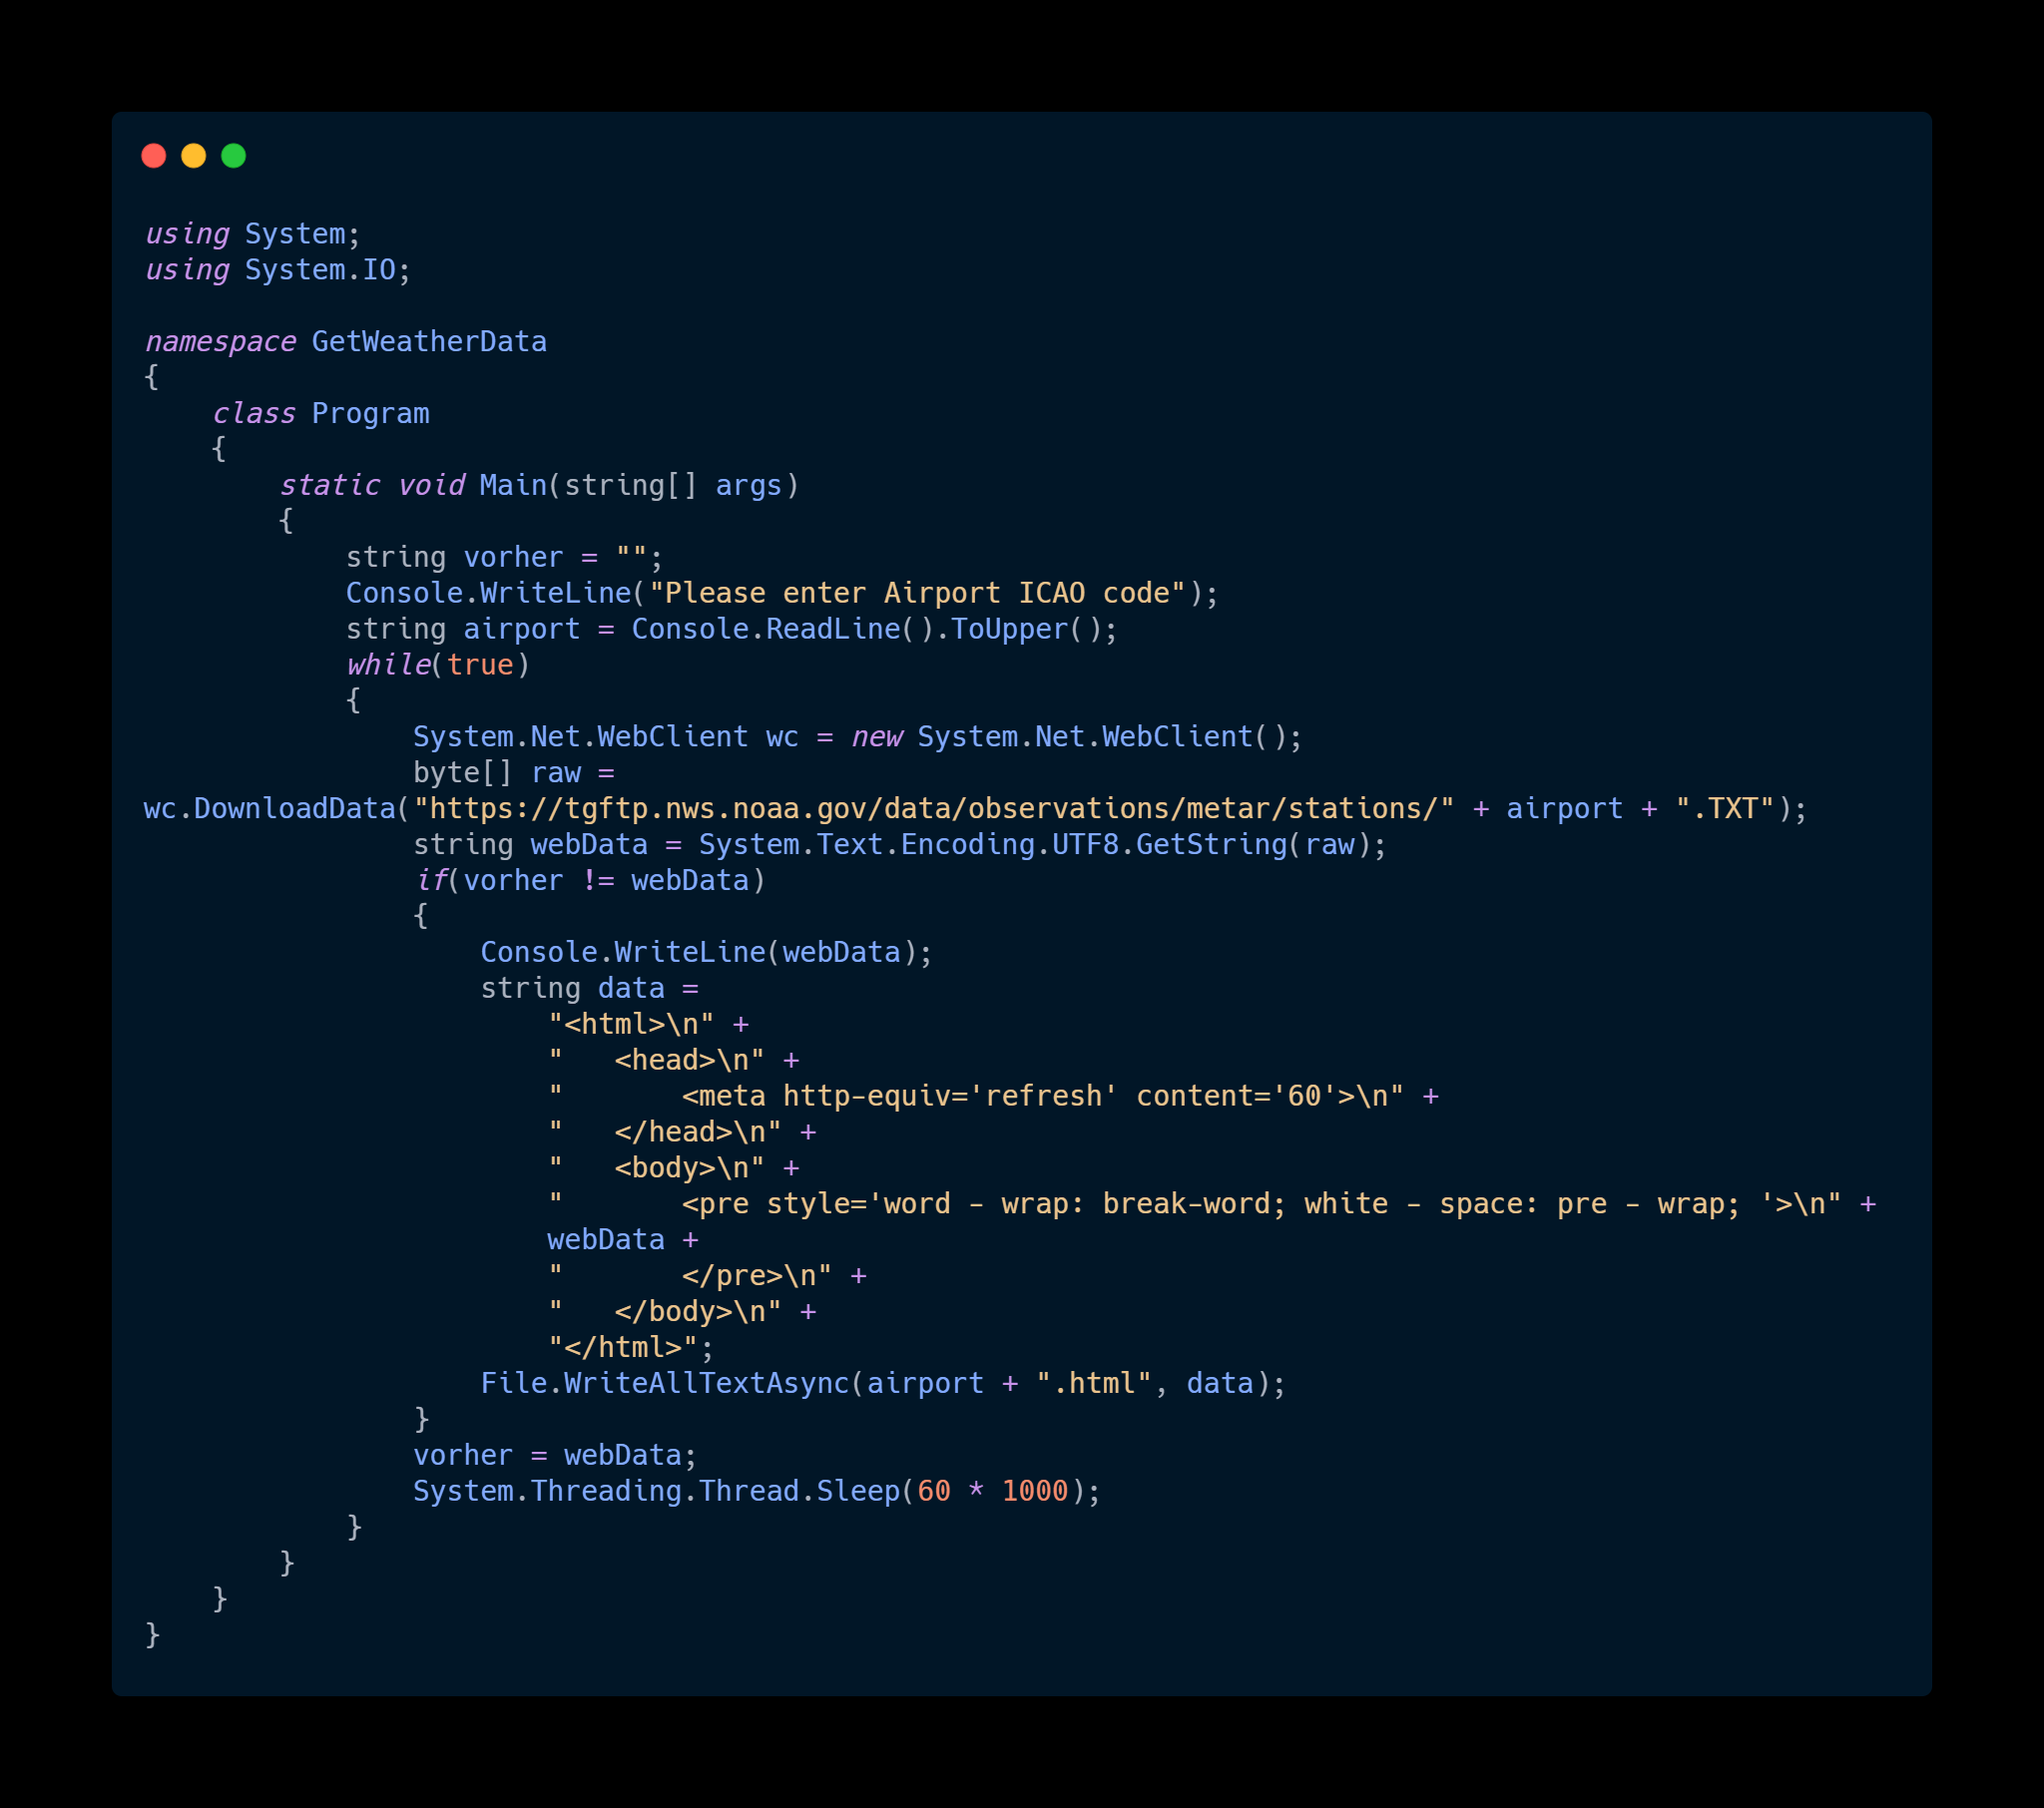 using System;
using System.IO;

namespace GetWeatherData
{
    class Program
    {
        static void Main(string[] args)
        {
            string vorher = "";
            Console.WriteLine("Please enter Airport ICAO code");
            string airport = Console.ReadLine().ToUpper();
            while(true)
            {
                System.Net.WebClient wc = new System.Net.WebClient();
                byte[] raw =
wc.DownloadData("https://tgftp.nws.noaa.gov/data/observations/metar/stations/" + airport + ".TXT");
                string webData = System.Text.Encoding.UTF8.GetString(raw);
                if(vorher != webData)
                {
                    Console.WriteLine(webData);
                    string data =
                        "<html>\n" +
                        "   <head>\n" +
                        "       <meta http-equiv='refresh' content='60'>\n" +
                        "   </head>\n" +
                        "   <body>\n" +
                        "       <pre style='word - wrap: break-word; white - space: pre - wrap; '>\n" +
                        webData +
                        "       </pre>\n" +
                        "   </body>\n" +
                        "</html>";
                    File.WriteAllTextAsync(airport + ".html", data);
                }
                vorher = webData;
                System.Threading.Thread.Sleep(60 * 1000);
            }
        }
    }
}